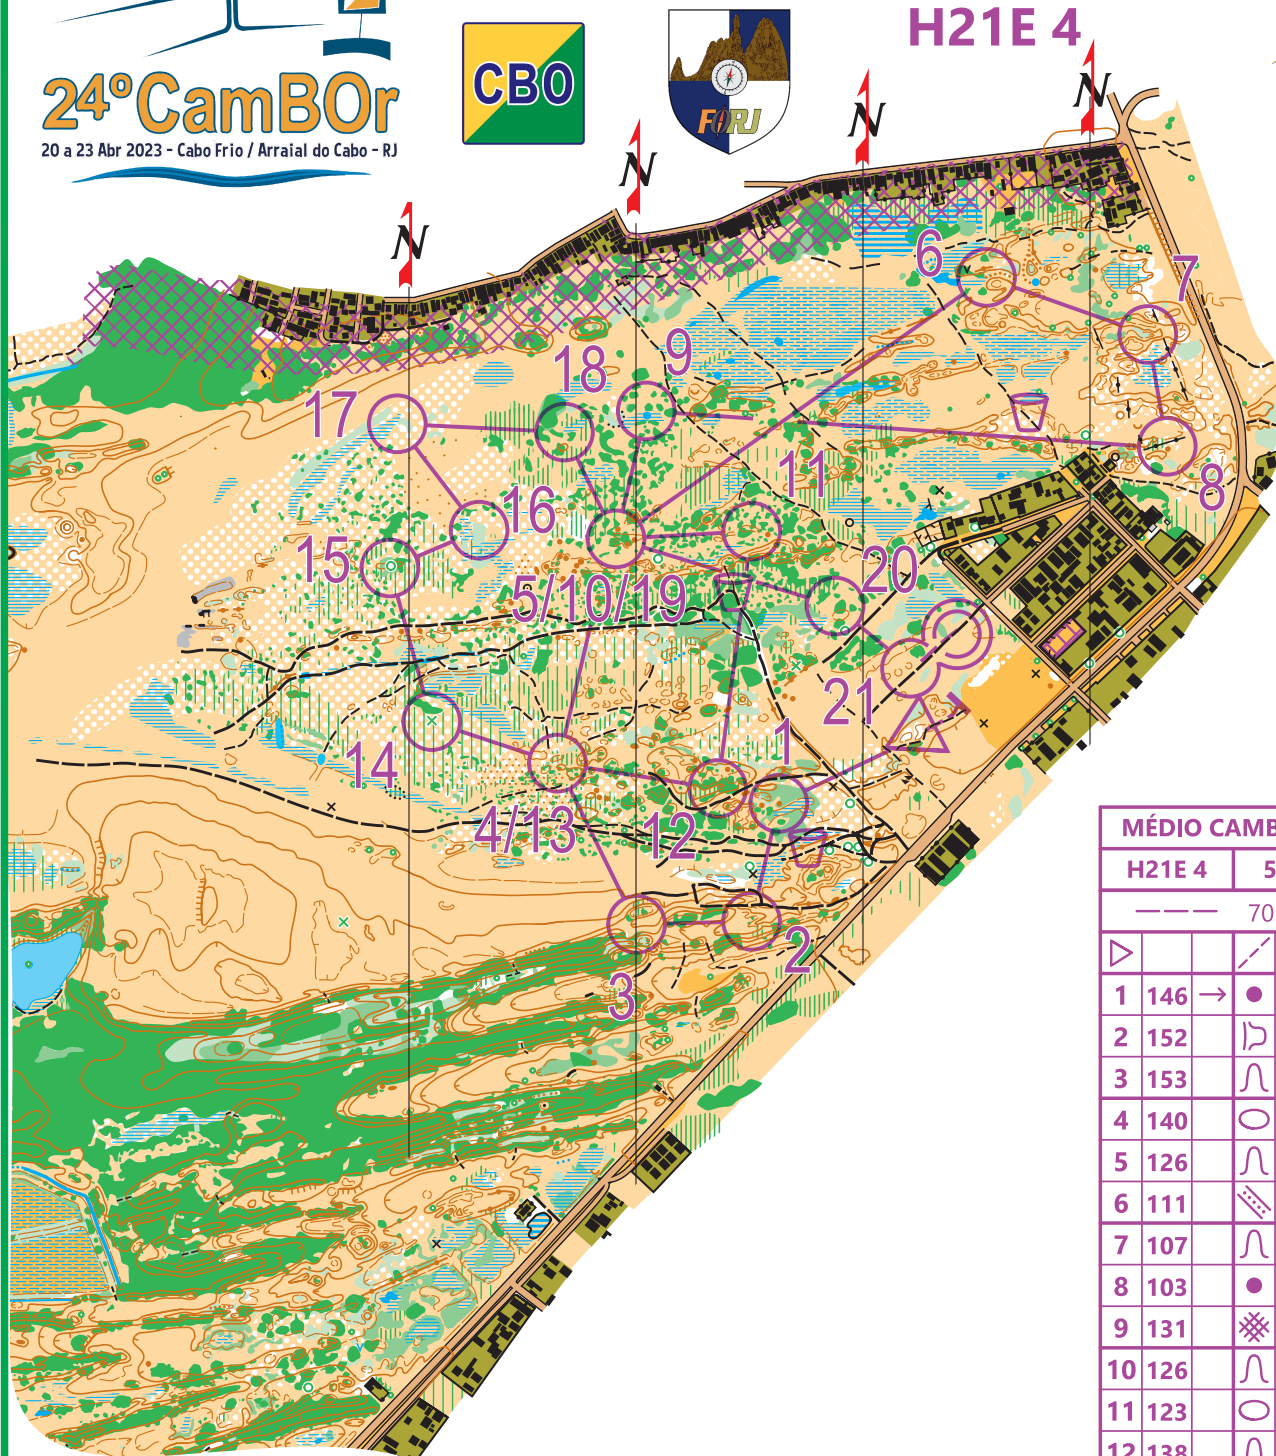 H21E 4
CBO
FORJ
24ºCamBOr
20 a 23 Abr 2023 - Cabo Frio / Arraial do Cabo - RJ
N
N
N
N
6
7
9
18
17
11
8
16
15
5/10/19
20
21
1
14
4/13
12
2
3
MÉDIO CAMB
H21E 4 5
70
1 146 →
2 152
3 153
4 140
5 126
6 111
7 107
8 103
9 131
10 126
11 123
12 138